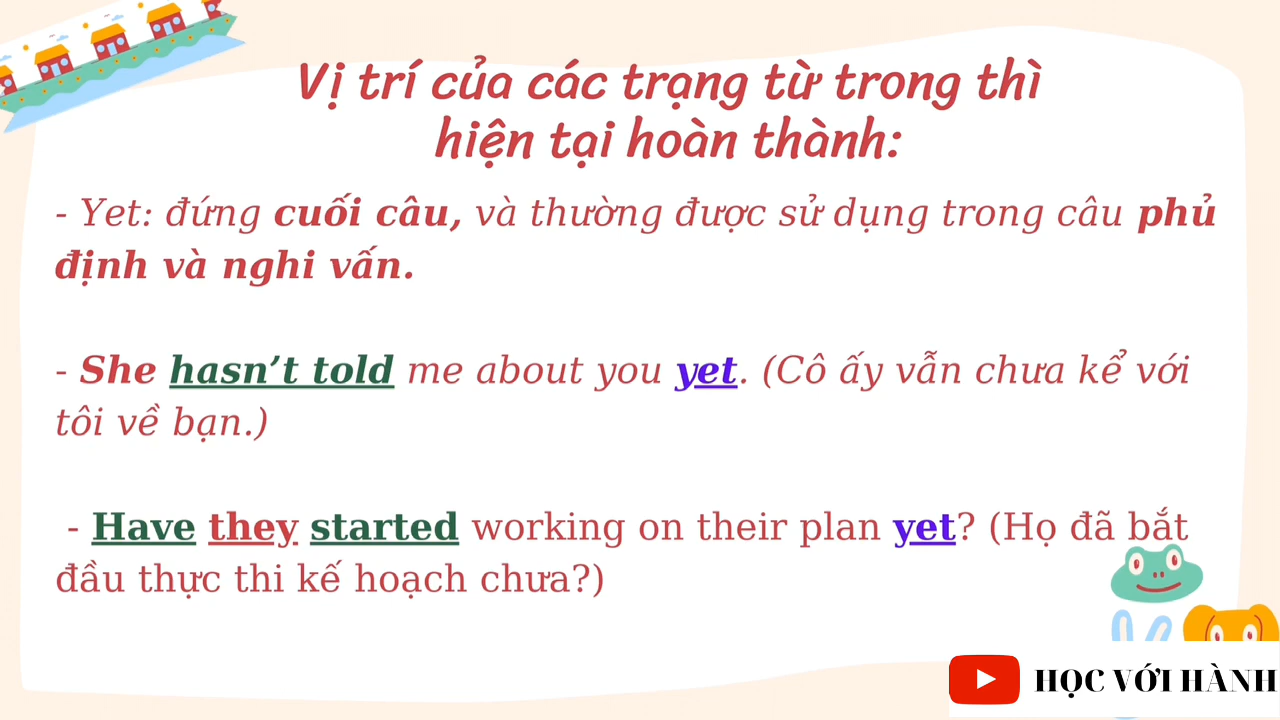 Vị trí của các trạng từ trong thì
hiện tại hoàn thành:
- Yet: đứng cuối câu, và thường được sử dụng trong câu phủ
định và nghi vấn.
- She hasn’t told me about you yet. (Cô ấy vẫn chưa kể với
tôi về bạn.)
- Have they started working on their plan yet? (Họ đã bắt
đầu thực thi kế hoạch chưa?)
HỌC VỚI HÀNH